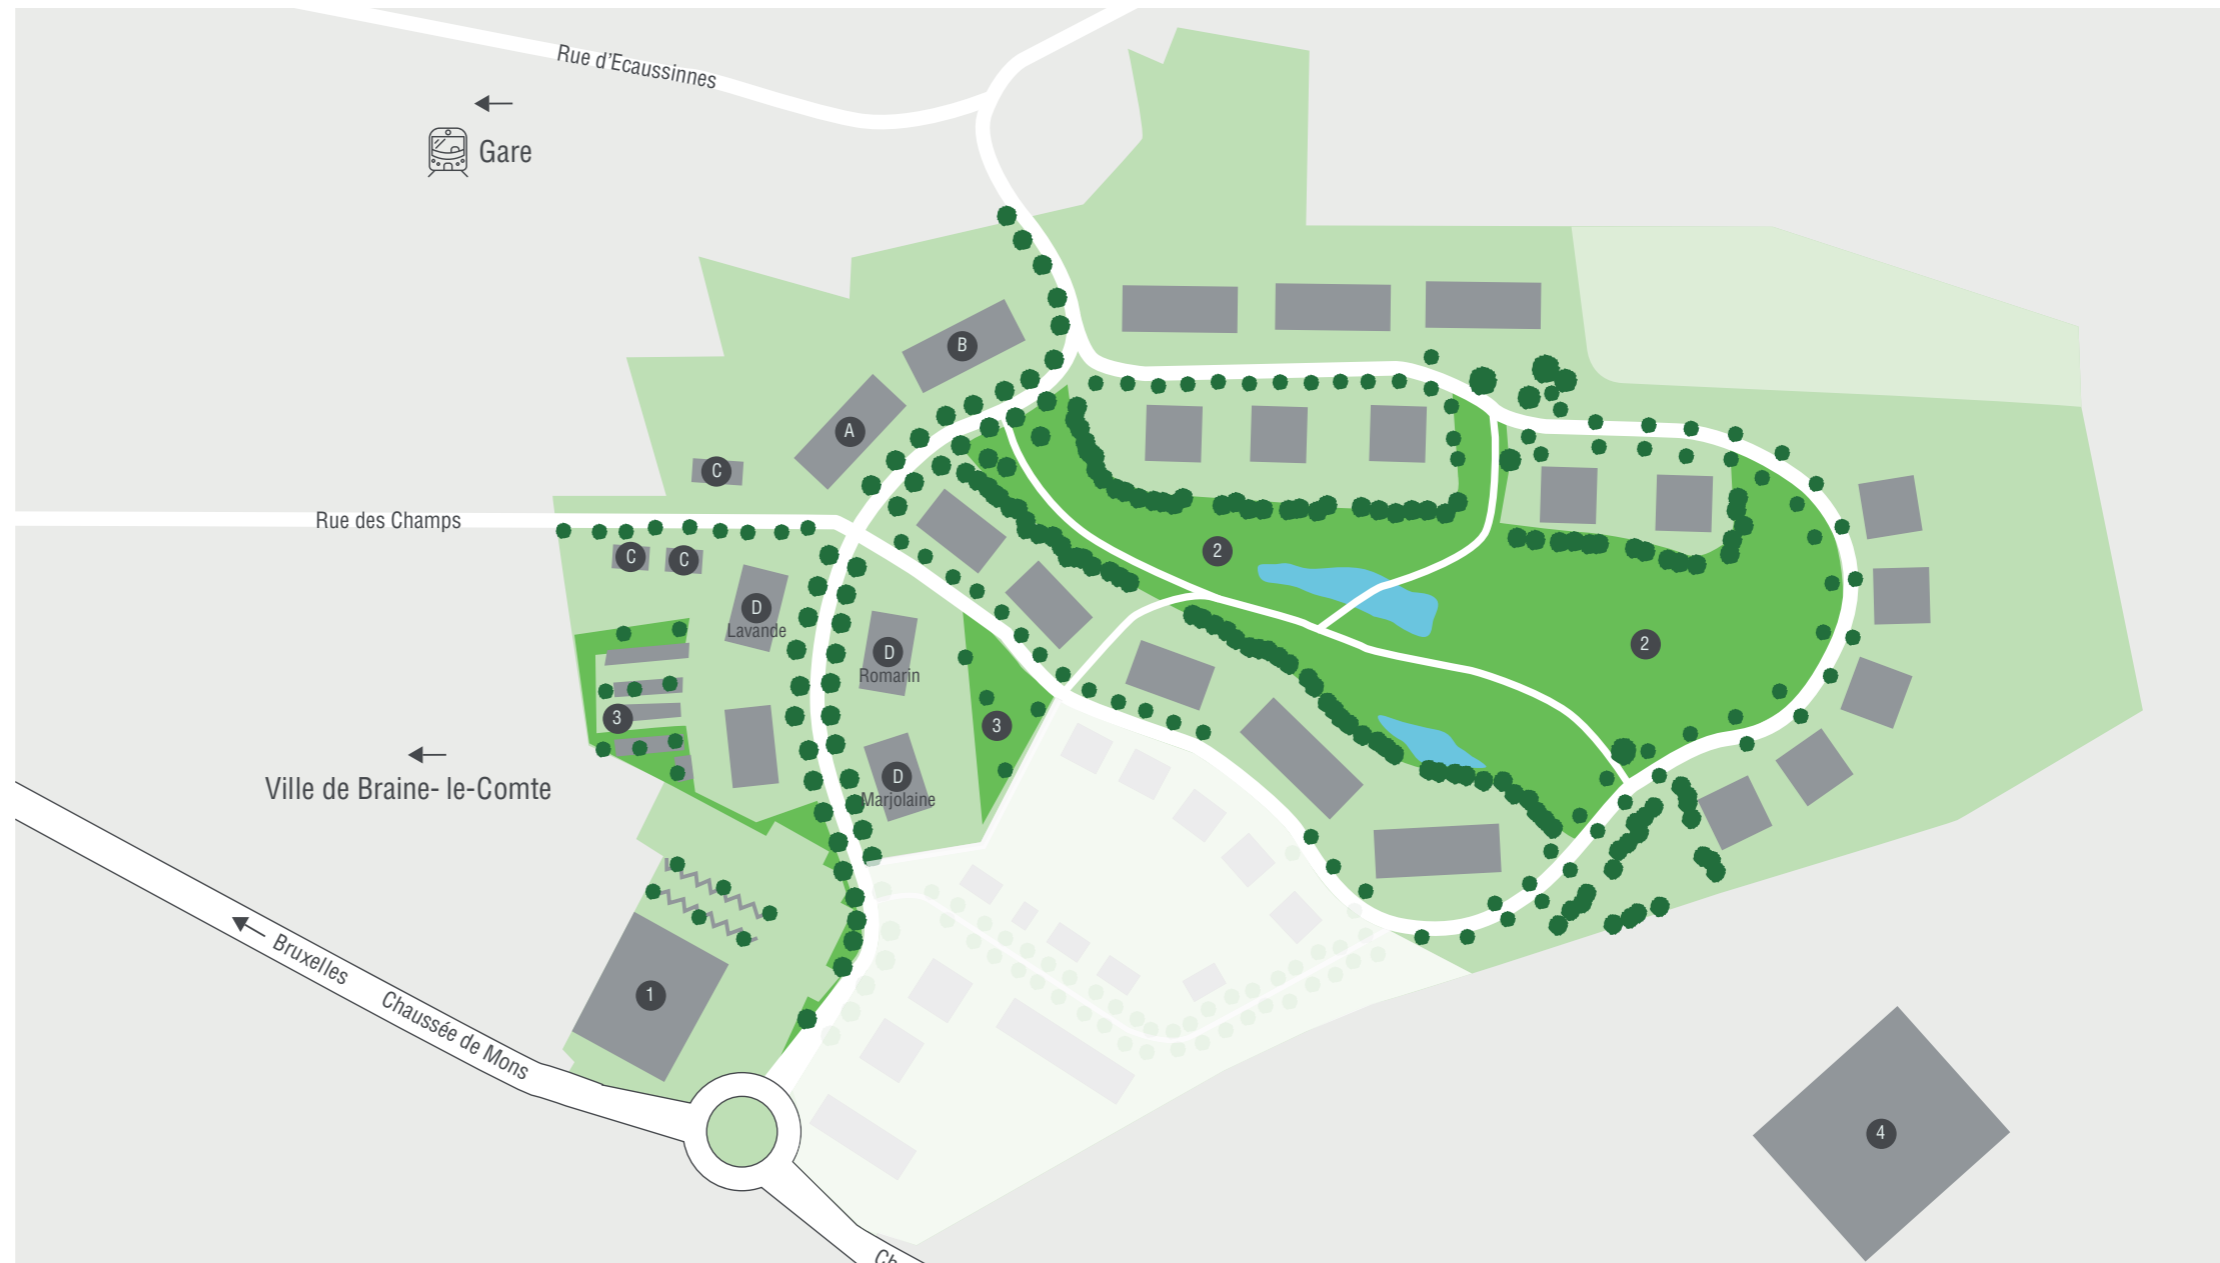 Rue d'Ecaussinnes
Gare
B
A
C
Rue des Champs
C
C
2
D
Lavande
D
Romarin
2
3
3
Ville de Braine- le-Comte
D
Marjolaine
Bruxelles
Chaussée de Mons
1
4
Ch